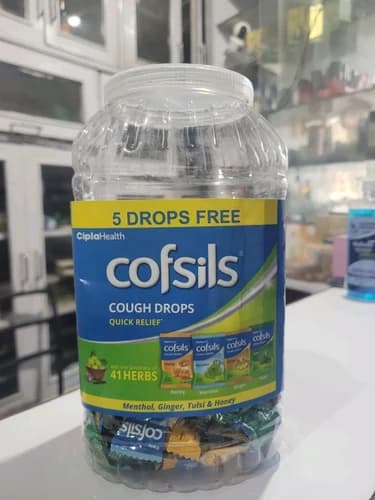 5 DROPS FREE
CiplaHealth
cofsils®
COUGH DROPS
QUICK RELIEF*
41 HERBS
cofsils cofsils cofsils cofsils
Honey
Menthol, Ginger, Tulsi & Honey
cofsils